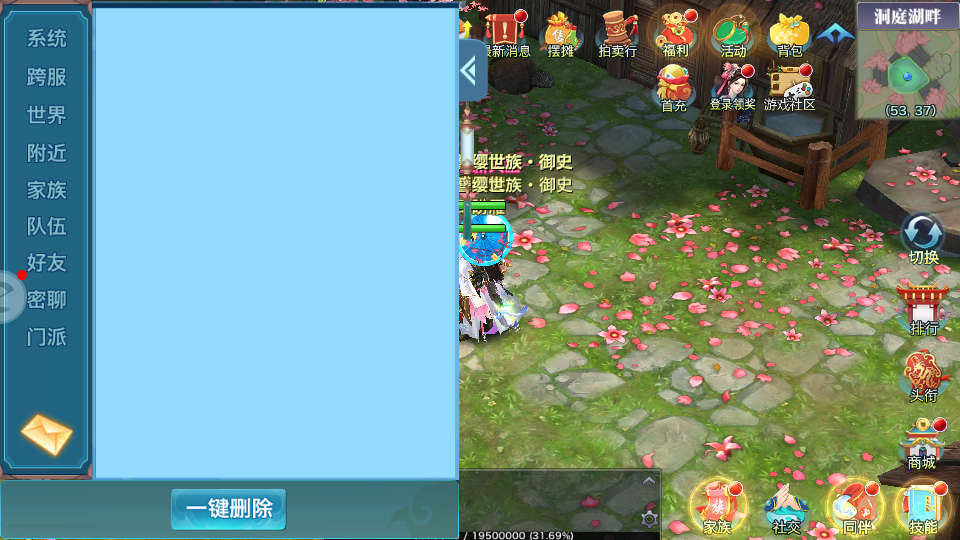 系统
跨服
世界
附近
家族
队伍
好友
密聊
门派
一键删除
最新消息
摆摊
拍卖行
福利
活动
背包
首充
登录领奖
游戏社区
洞庭湖畔
(53, 37)
缨世族·御史
缨世族·御史
切换
排行
头衔
商城
家族
社交
同伴
技能
/ 19500000 (31.69%)